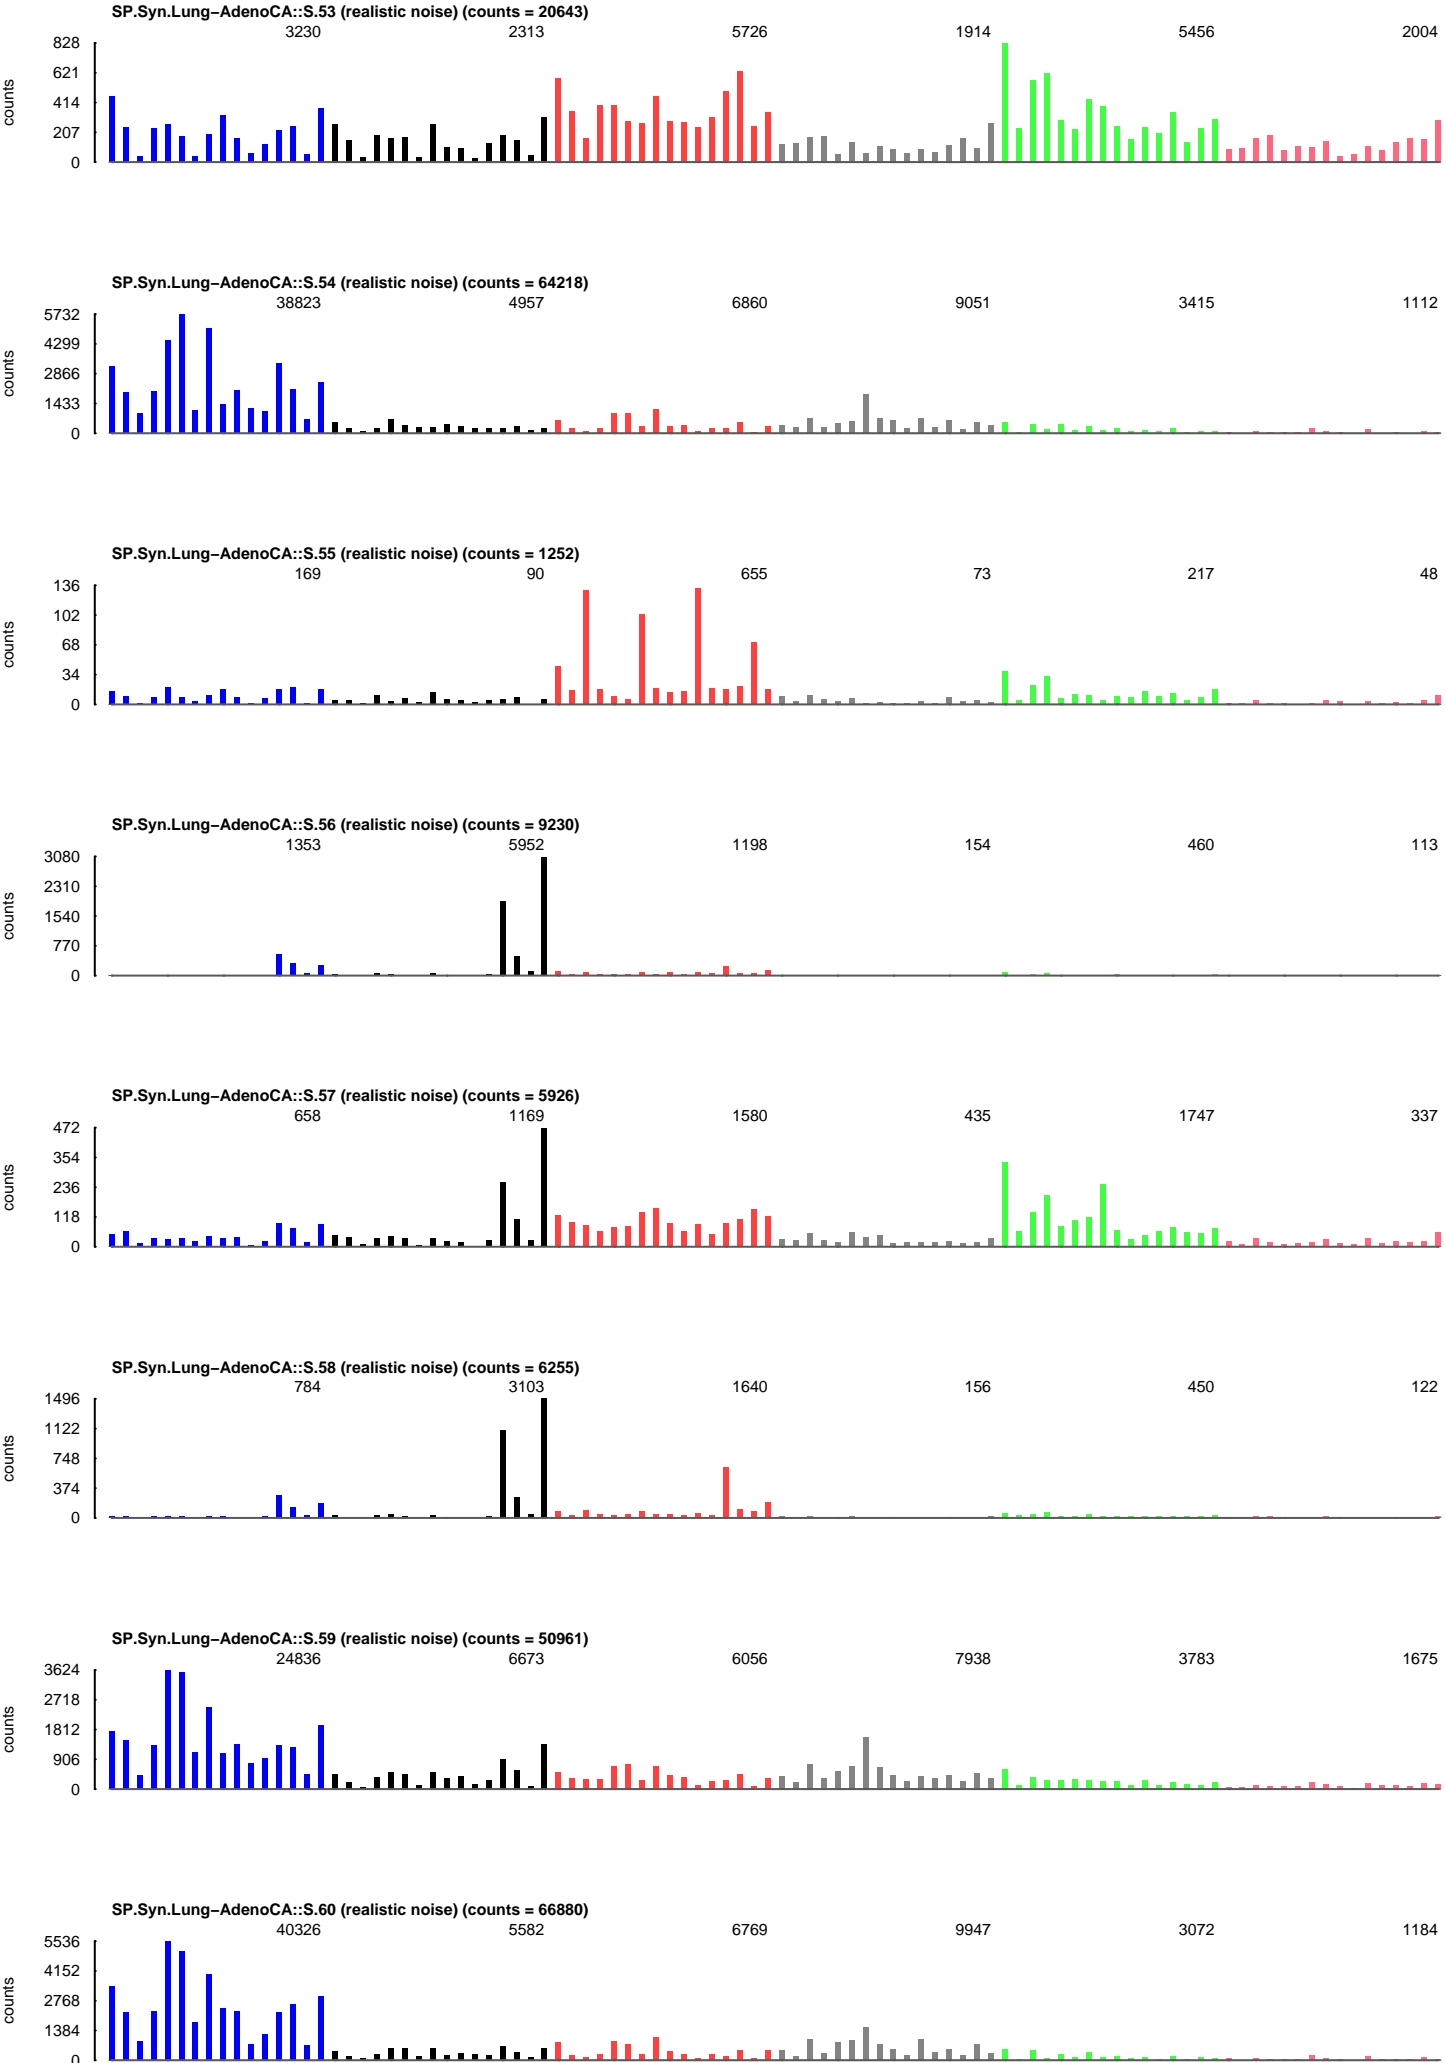 SP.Syn.Lung–AdenoCA::S.53 (realistic noise) (counts = 20643)
3230 2313 5726 1914 5456 2004
828
621
414
207
0
counts
SP.Syn.Lung–AdenoCA::S.54 (realistic noise) (counts = 64218)
38823 4957 6860 9051 3415 1112
5732
4299
2866
1433
0
counts
SP.Syn.Lung–AdenoCA::S.55 (realistic noise) (counts = 1252)
169 90 655 73 217 48
136
102
68
34
0
counts
SP.Syn.Lung–AdenoCA::S.56 (realistic noise) (counts = 9230)
1353 5952 1198 154 460 113
3080
2310
1540
770
0
counts
SP.Syn.Lung–AdenoCA::S.57 (realistic noise) (counts = 5926)
658 1169 1580 435 1747 337
472
354
236
118
0
counts
SP.Syn.Lung–AdenoCA::S.58 (realistic noise) (counts = 6255)
784 3103 1640 156 450 122
1496
1122
748
374
0
counts
SP.Syn.Lung–AdenoCA::S.59 (realistic noise) (counts = 50961)
24836 6673 6056 7938 3783 1675
3624
2718
1812
906
0
counts
SP.Syn.Lung–AdenoCA::S.60 (realistic noise) (counts = 66880)
40326 5582 6769 9947 3072 1184
5536
4152
2768
1384
0
counts